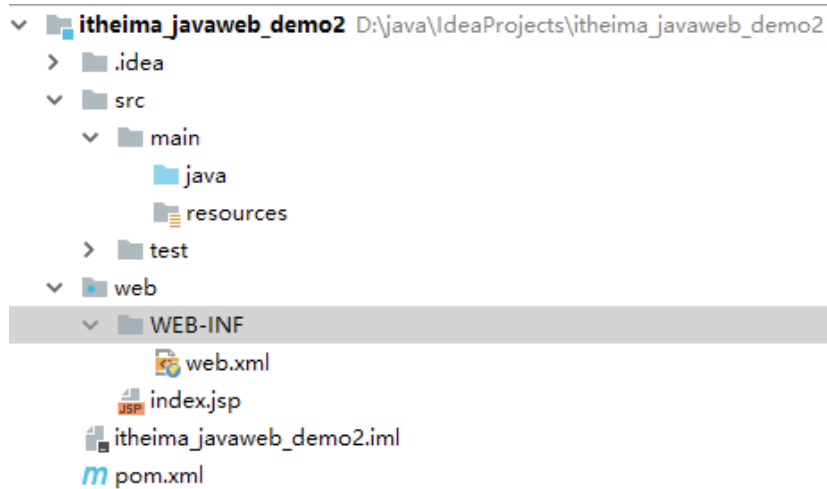 itheima_javaweb_demo2 D:\java\IdeaProjects\itheima_javaweb_demo2
.idea
src
main
java
resources
test
web
WEB-INF
web.xml
JSP index.jsp
itheima_javaweb_demo2.iml
m pom.xml